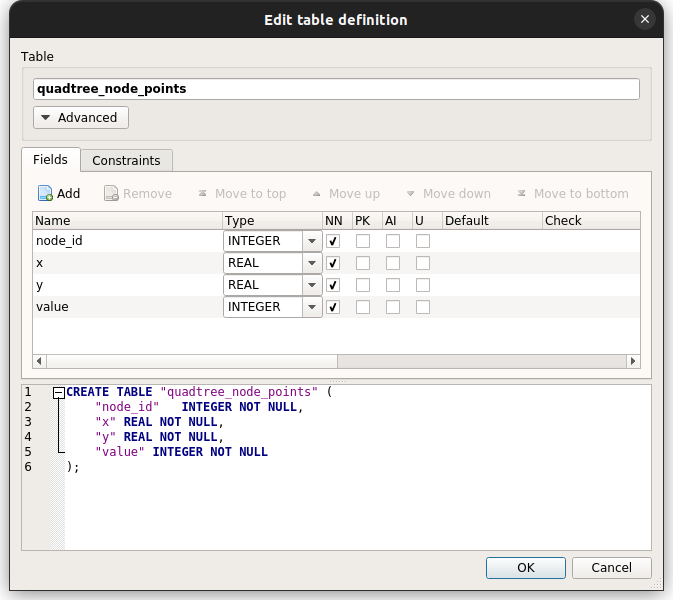 Edit table definition
Table
quadtree_node_points
Advanced
Fields Constraints
Add Remove Move to top Move up Move down Move to bottom
Name Type NN PK AI U Default Check
node_id INTEGER
x REAL
y REAL
value INTEGER
1 CREATE TABLE "quadtree_node_points" (
2 "node_id" INTEGER NOT NULL,
3 "x" REAL NOT NULL,
4 "y" REAL NOT NULL,
5 "value" INTEGER NOT NULL
6 );
OK Cancel